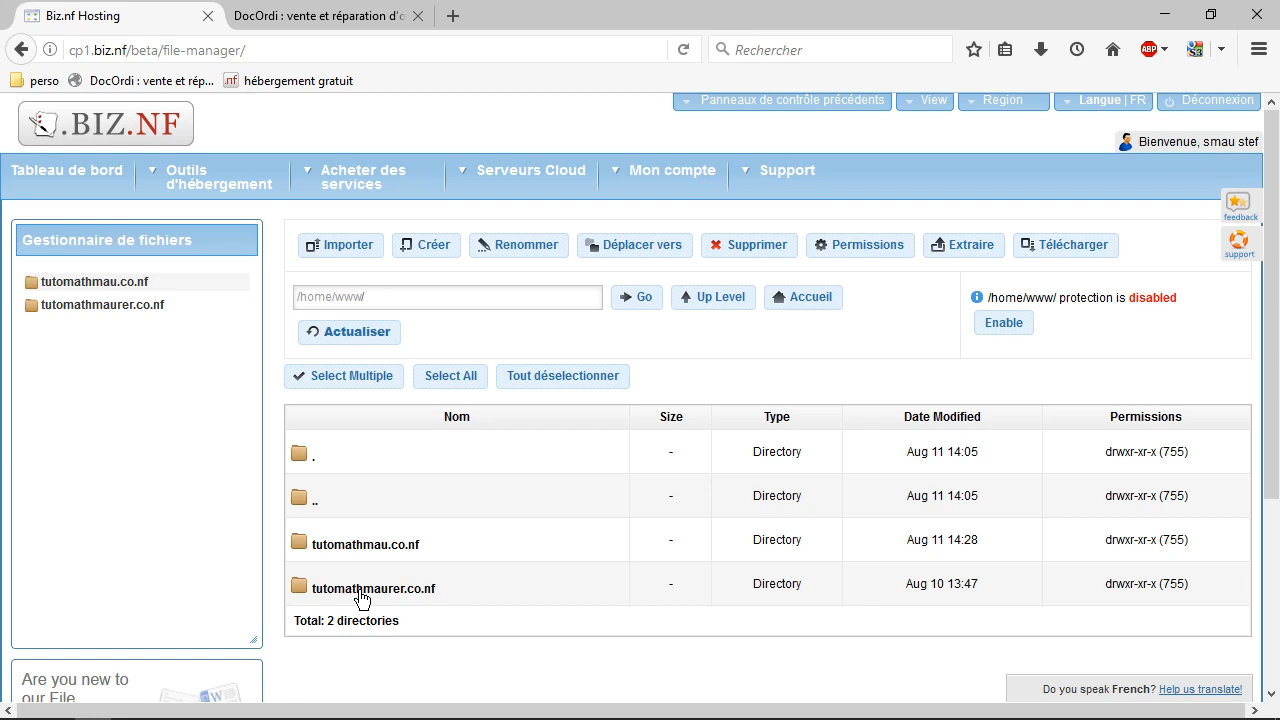 Biz.nf Hosting
DocOrdi : vente et réparation d'c
cp1.biz.nf/beta/file-manager/
Rechercher
ABP
perso
DocOrdi : vente et rép...
.nf hébergement gratuit
.BIZ.NF
Panneaux de contrôle précédents
View
Region
Langue | FR
Déconnexion
Bienvenue, smau stef
Tableau de bord
Outils d'hébergement
Acheter des services
Serveurs Cloud
Mon compte
Support
feedback
support
Gestionnaire de fichiers
tutomathmau.co.nf
tutomathmaurer.co.nf
Importer
Créer
Renommer
Déplacer vers
Supprimer
Permissions
Extraire
Télécharger
/home/www/
Go
Up Level
Accueil
Actualiser
/home/www/ protection is disabled
Enable
Select Multiple
Select All
Tout déselectionner
Nom Size Type Date Modified Permissions
. - Directory Aug 11 14:05 drwxr-xr-x (755)
.. - Directory Aug 11 14:05 drwxr-xr-x (755)
tutomathmau.co.nf - Directory Aug 11 14:28 drwxr-xr-x (755)
tutomathmaurer.co.nf - Directory Aug 10 13:47 drwxr-xr-x (755)
Total: 2 directories
Are you new to
our File
W
Do you speak French? Help us translate!